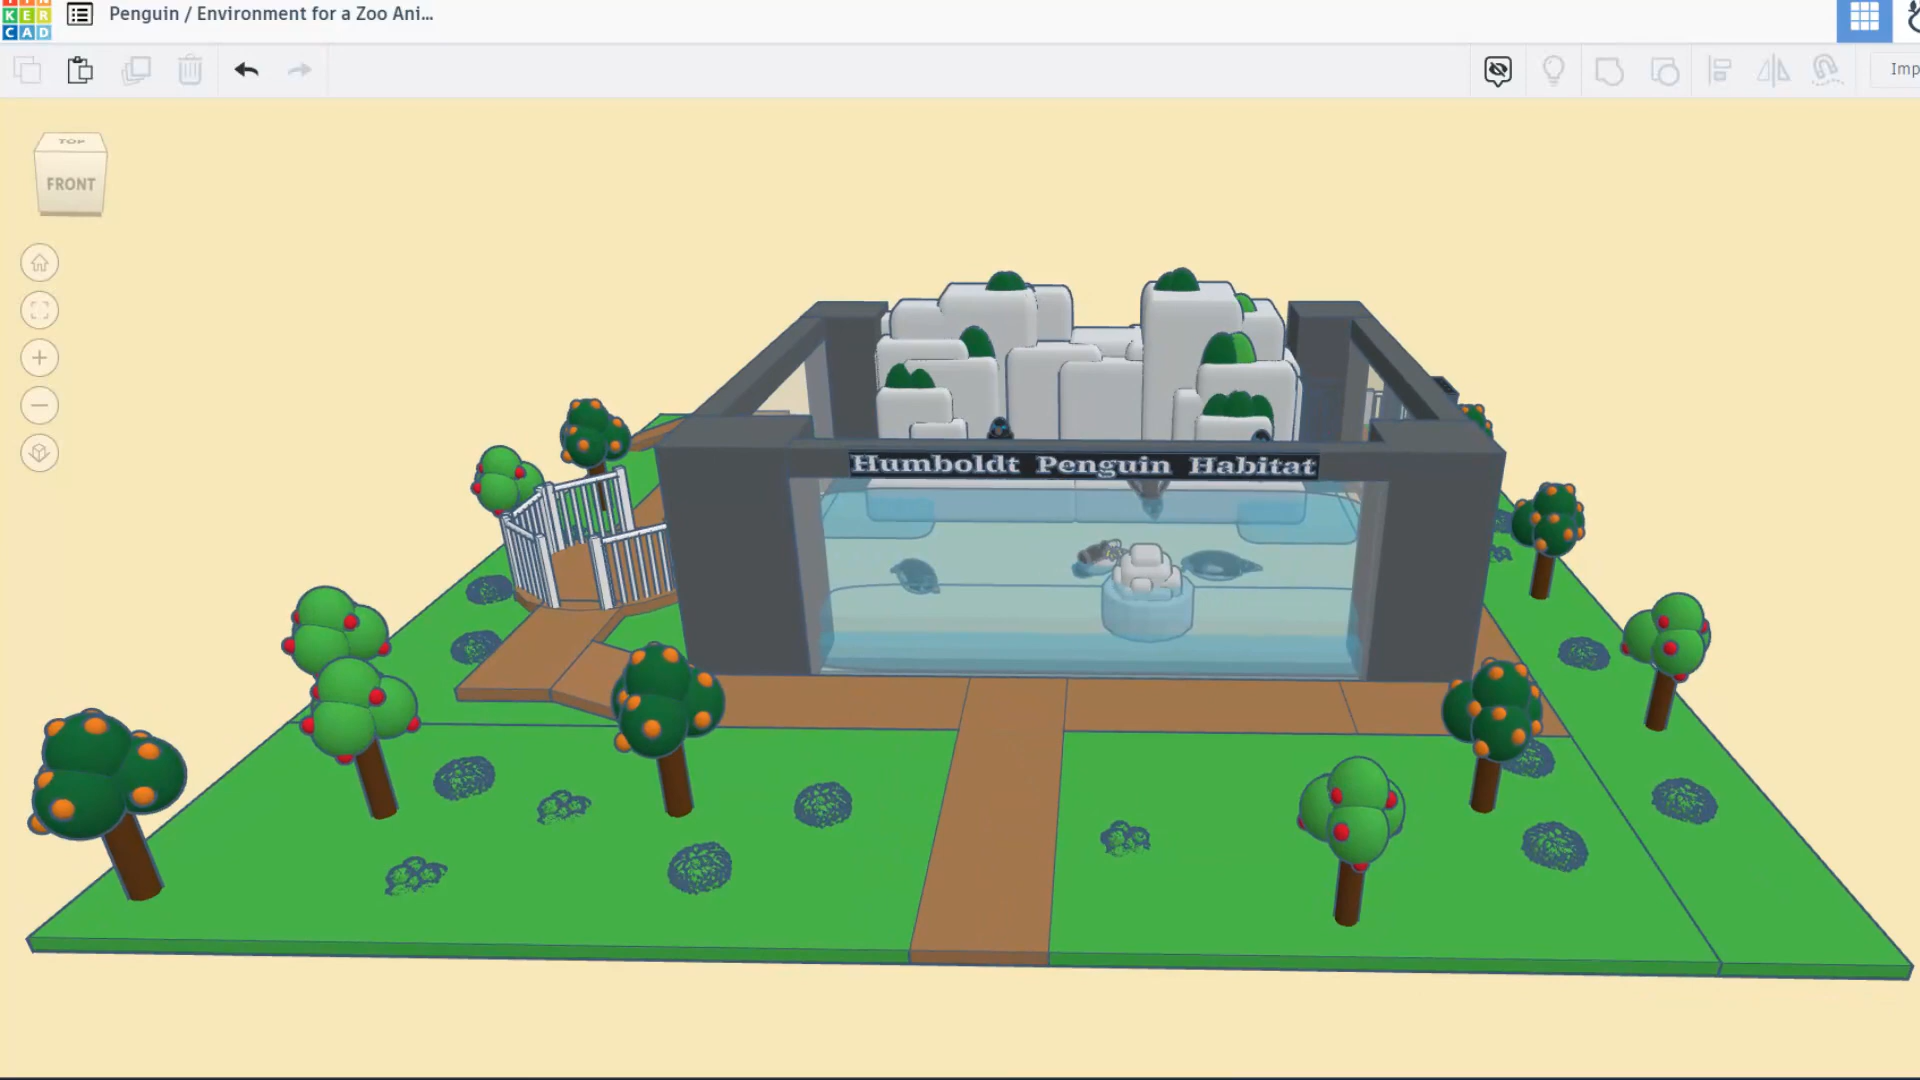 KER
CAD
Penguin / Environment for a Zoo Ani...
Imp
TOP
FRONT
Humboldt Penguin Habitat